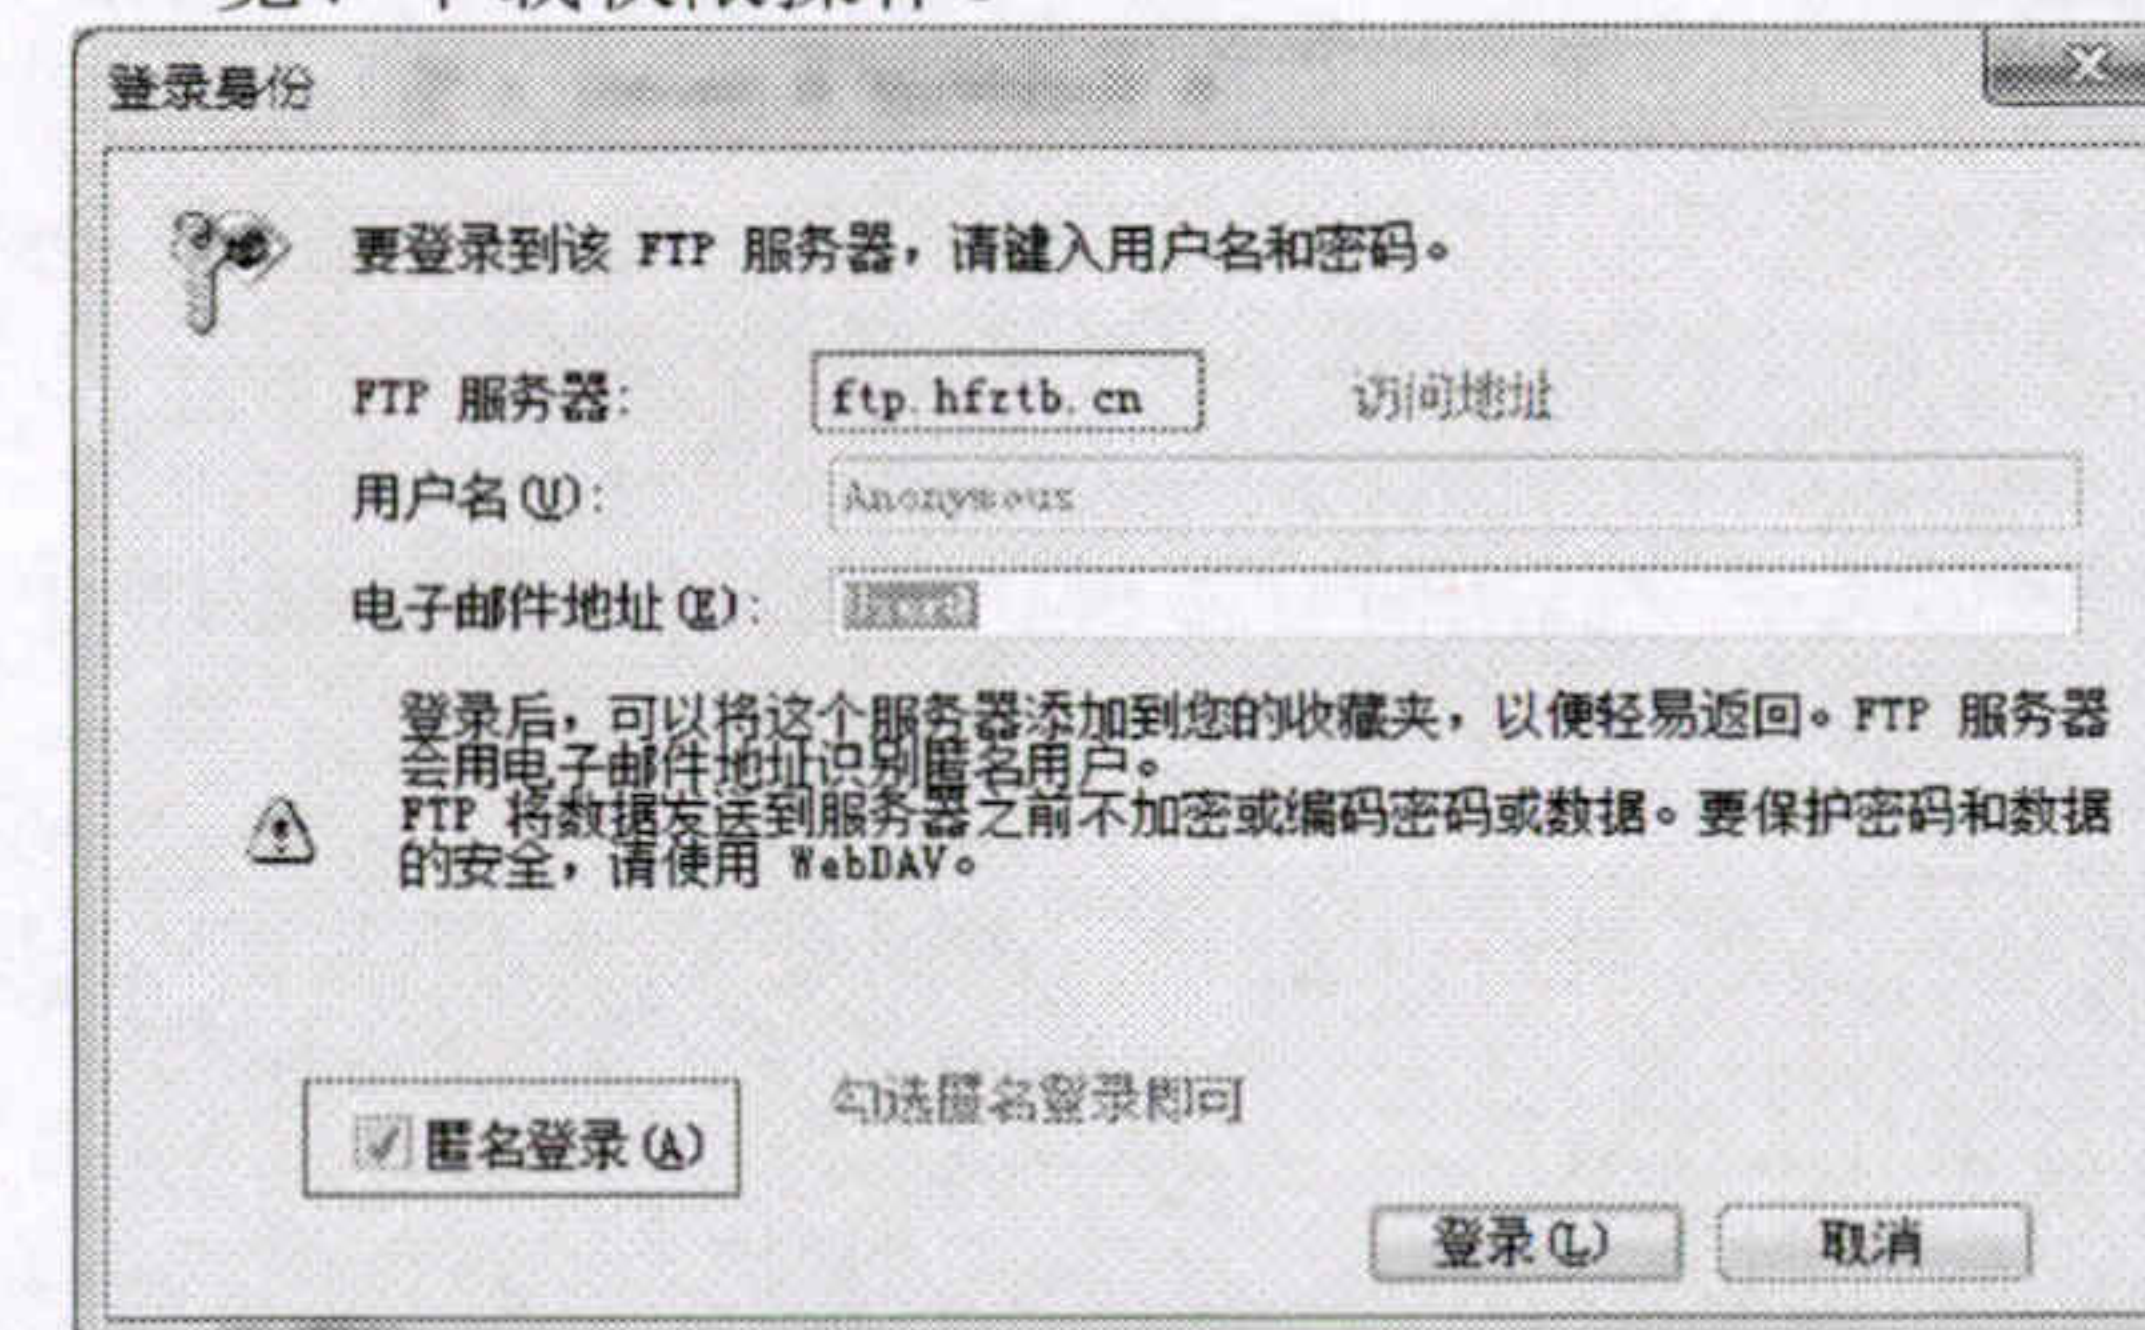 下载权限操作。
登录身份
要登录到该 FTP 服务器，请键入用户名和密码。
FTP 服务器: ftp.hfrtb.cn 访问地址
用户名(U): Anonymous
电子邮件地址(E):
登录后，可以将这个服务器添加到您的收藏夹，以便轻易返回。FTP 服务器
会用电子邮件地址识别匿名用户。
FTP 将数据发送到服务器之前不加密或编码密码或数据。要保护密码和数据
的安全，请使用 WebDAV。
匿名登录(A) 勾选匿名登录即可
登录(L) 取消